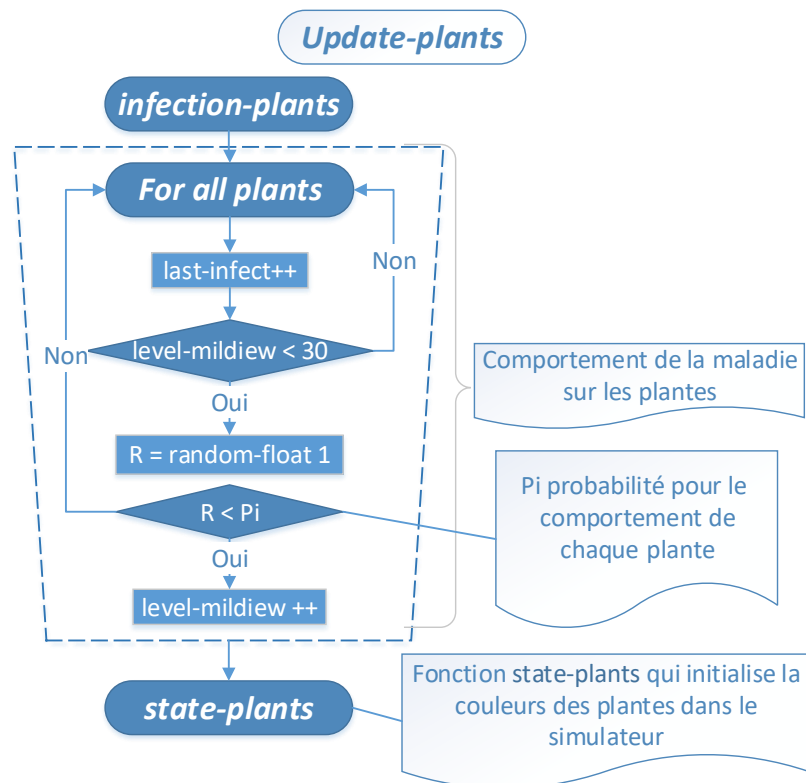 Update-plants
infection-plants
For all plants
last-infect++
Non
level-mildiew < 30
Non
Oui
R = random-float 1
R < Pi
Oui
level-mildiew ++
state-plants
Comportement de la maladie
sur les plantes
Pi probabilité pour le
comportement de
chaque plante
Fonction state-plants qui initialise la
couleurs des plantes dans le
simulateur